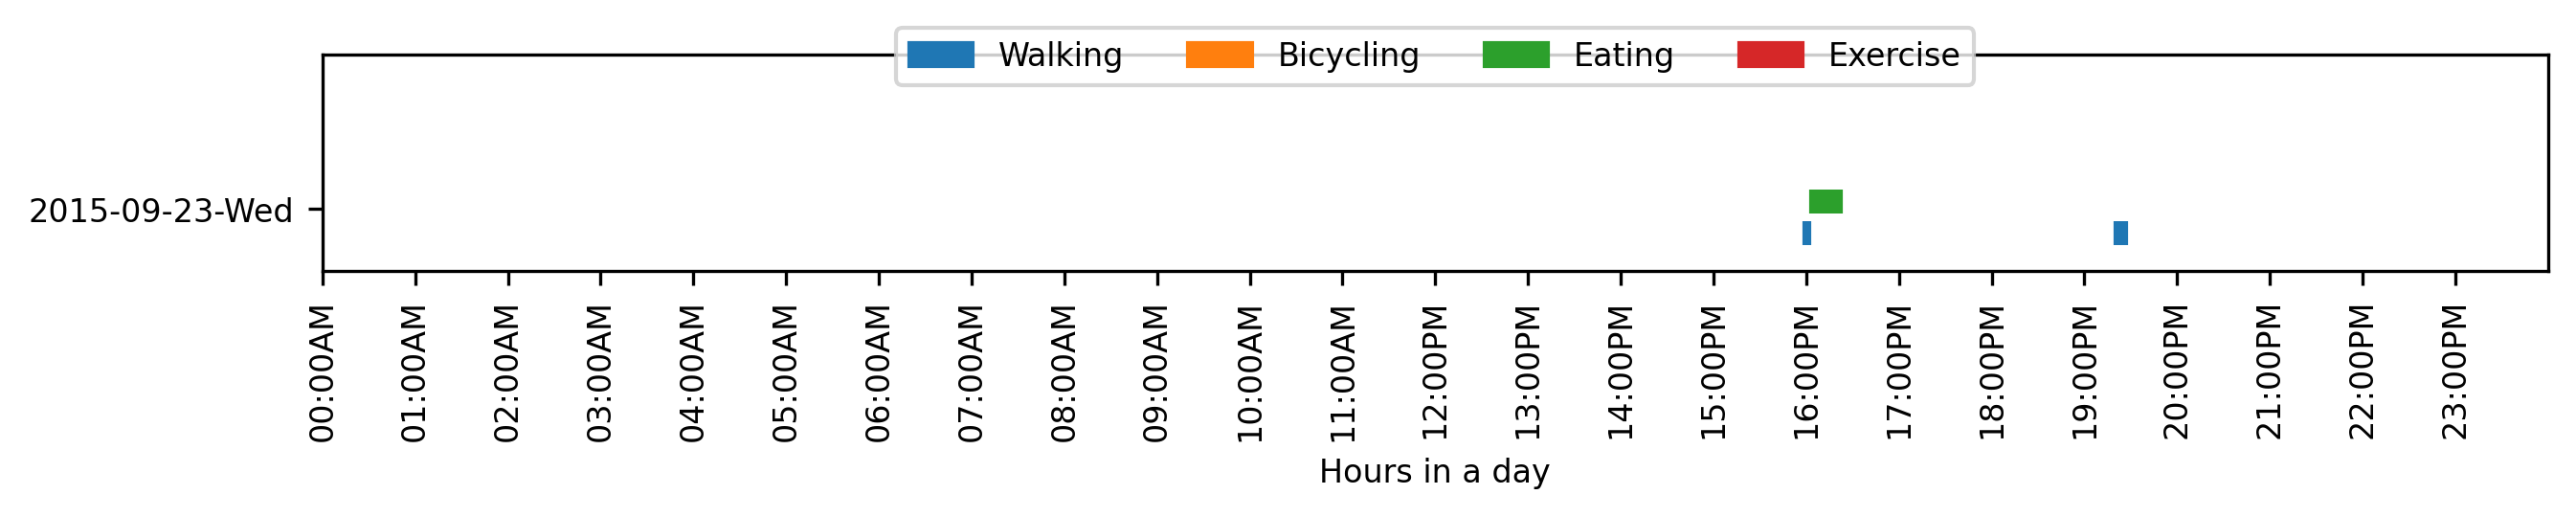 Walking Bicycling Eating Exercise
2015-09-23-Wed
00:00AM
01:00AM
02:00AM
03:00AM
04:00AM
05:00AM
06:00AM
07:00AM
08:00AM
09:00AM
10:00AM
11:00AM
12:00PM
13:00PM
14:00PM
15:00PM
16:00PM
17:00PM
18:00PM
19:00PM
20:00PM
21:00PM
22:00PM
23:00PM
Hours in a day